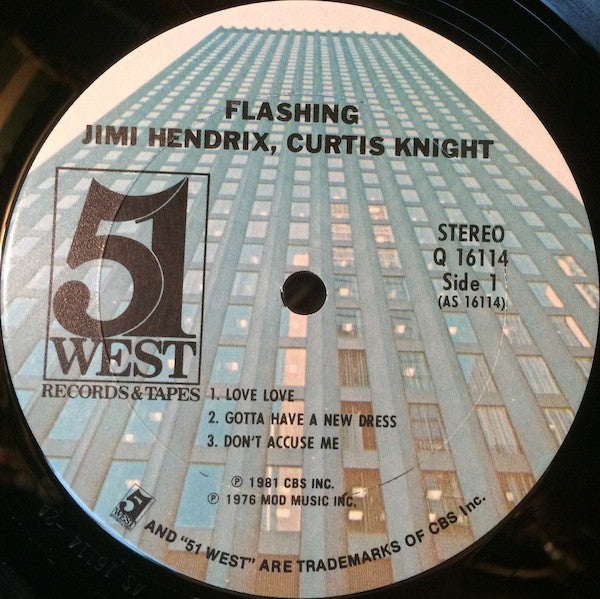 FLASHING
JIMI HENDRIX, CURTIS KNIGHT
51
WEST
RECORDS & TAPES
STEREO
Q 16114
Side 1
(AS 16114)
1. LOVE LOVE
2. GOTTA HAVE A NEW DRESS
3. DON'T ACCUSE ME
℗ 1981 CBS INC.
℗ 1976 MOD MUSIC INC.
51 WEST AND "51 WEST" ARE TRADEMARKS OF CBS Inc.